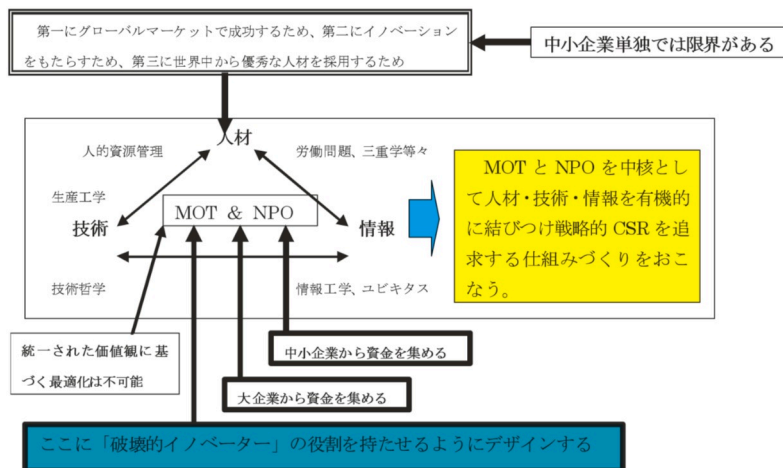 第一にグローバルマーケットで成功するため、第二にイノベーション
をもたらすため、第三に世界中から優秀な人材を採用するため
中小企業単独では限界がある
人材
人的資源管理
労働問題、三重学等々
生産工学
MOT & NPO
技術
情報
技術哲学
情報工学、ユビキタス
MOT と NPO を中核とし
て人材・技術・情報を有機的
に結びつけ戦略的 CSR を追
求する仕組みづくりをおこ
なう。
統一された価値観に基
づく最適化は不可能
中小企業から資金を集める
大企業から資金を集める
ここに「破壊的イノベーター」の役割を持たせるようにデザインする